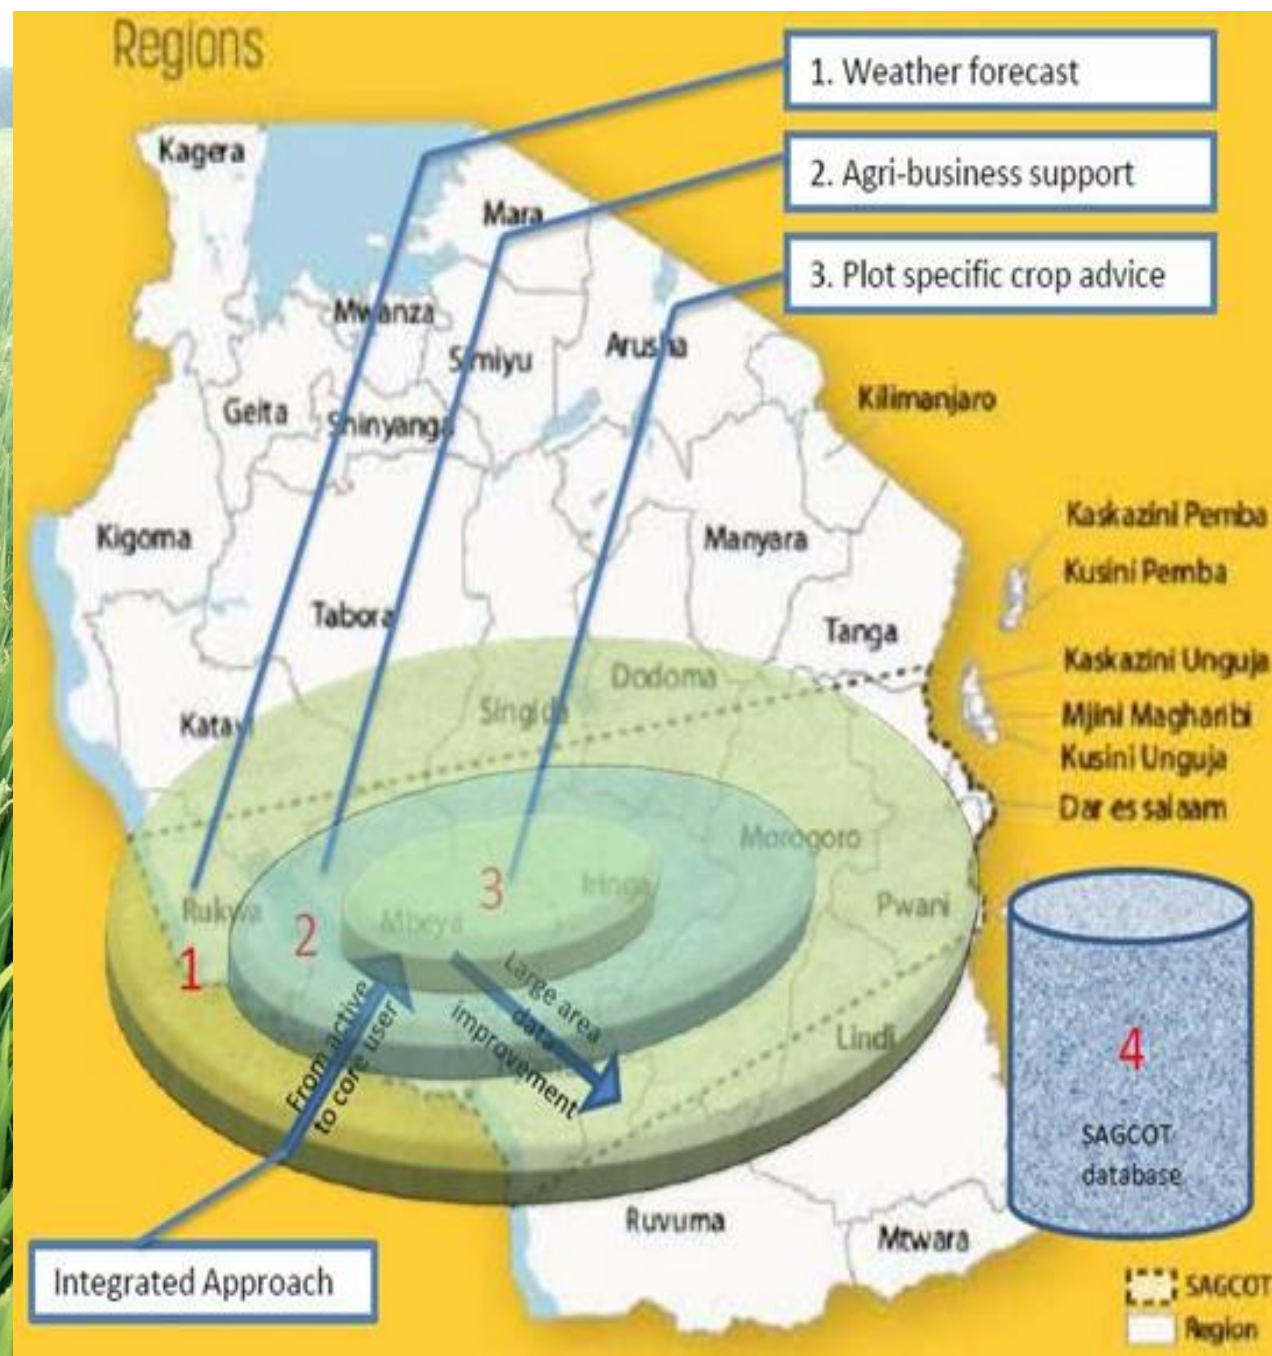 Regions
1. Weather forecast
2. Agri-business support
3. Plot specific crop advice
Kagera
Mara
Mwanza
Simiyu
Arusha
Geita
Shinyanga
Kilimanjaro
Kigoma
Manyara
Kaskazini Pemba
Kusini Pemba
Tabora
Tanga
Kaskazini Unguja
Dodoma
Singida
Katavi
Mjini Magharibi
Kusini Unguja
Dar es salaam
Morogoro
Iringa
3
Rukwa
Mbeya
Pwani
2
1
From active
to core user
Large area
data
improvement
Lindi
4
SAGCOT
database
Ruvuma
Mtwara
Integrated Approach
SAGCOT
Region